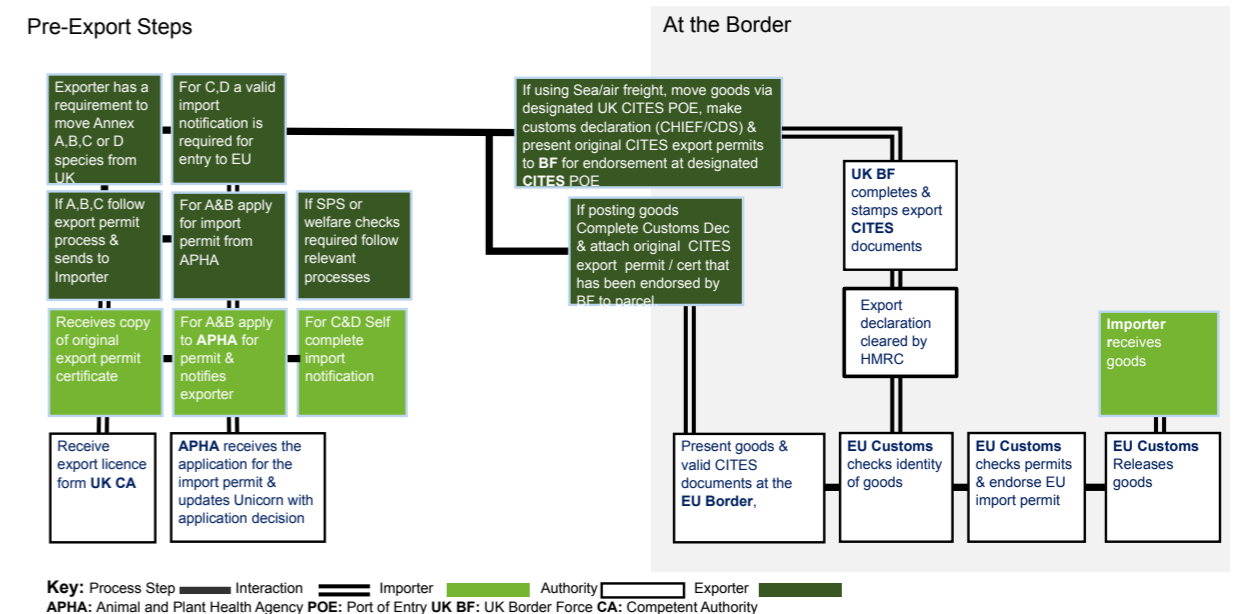 Pre-Export Steps
At the Border
Exporter has a
requirement to
move Annex
A,B,C or D
species from
UK
For C,D a valid
import
notification is
required for
entry to EU
If using Sea/air freight, move goods via
designated UK CITES POE, make
customs declaration (CHIEF/CDS) &
present original CITES export permits
to BF for endorsement at designated
CITES POE
If A,B,C follow
export permit
process &
sends to
Importer
For A&B apply
for import
permit from
APHA
If SPS or
welfare checks
required follow
relevant
processes
If posting goods
Complete Customs Dec
& attach original CITES
export permit / cert that
has been endorsed by
BF to parcel
UK BF
completes &
stamps export
CITES
documents
Export
declaration
cleared by
HMRC
Receives copy
of original
export permit
certificate
For A&B apply
to APHA for
permit &
notifies
exporter
For C&D Self
complete
import
notification
Importer
receives
goods
Receive
export licence
form UK CA
APHA receives the
application for the
import permit &
updates Unicorn with
application decision
Present goods &
valid CITES
documents at the
EU Border,
EU Customs
checks identity
of goods
EU Customs
checks permits
& endorse EU
import permit
EU Customs
Releases
goods
Key: Process Step Interaction Importer Authority Exporter
APHA: Animal and Plant Health Agency POE: Port of Entry UK BF: UK Border Force CA: Competent Authority